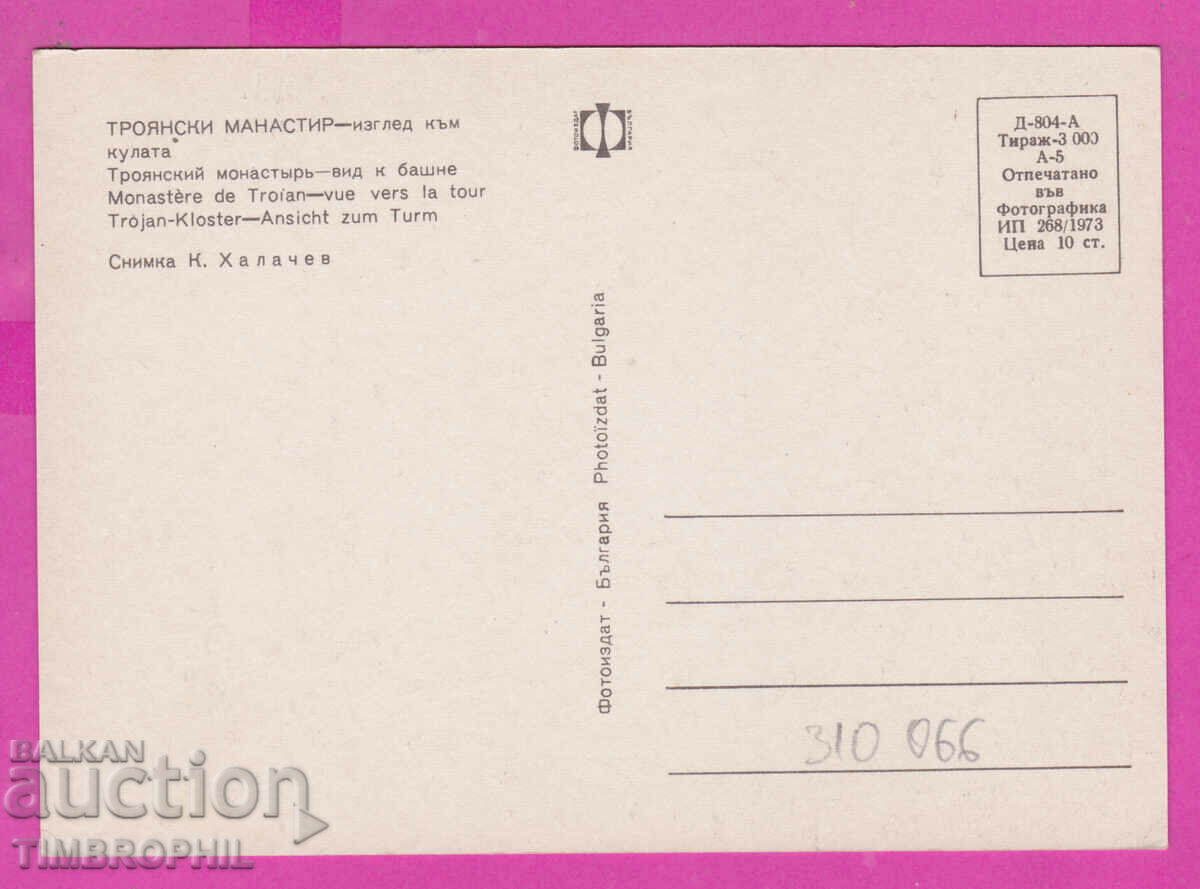 ТРОЯНСКИ МАНАСТИР—изглед към
кулата
Троянский монастырь—вид к башне
Monastère de Troïan—vue vers la tour
Trojan-Kloster—Ansicht zum Turm
Снимка К. Халачев
ФОТОИЗДАТ
БЪЛГАРИЯ
Д-804-А
Тираж-3 000
А-5
Отпечатано
във
Фотографика
ИП 268/1973
Цена 10 ст.
Фотоиздат - България Photoïzdat - Bulgaria
310 066
BALKAN
auction
TIMBROPHIL